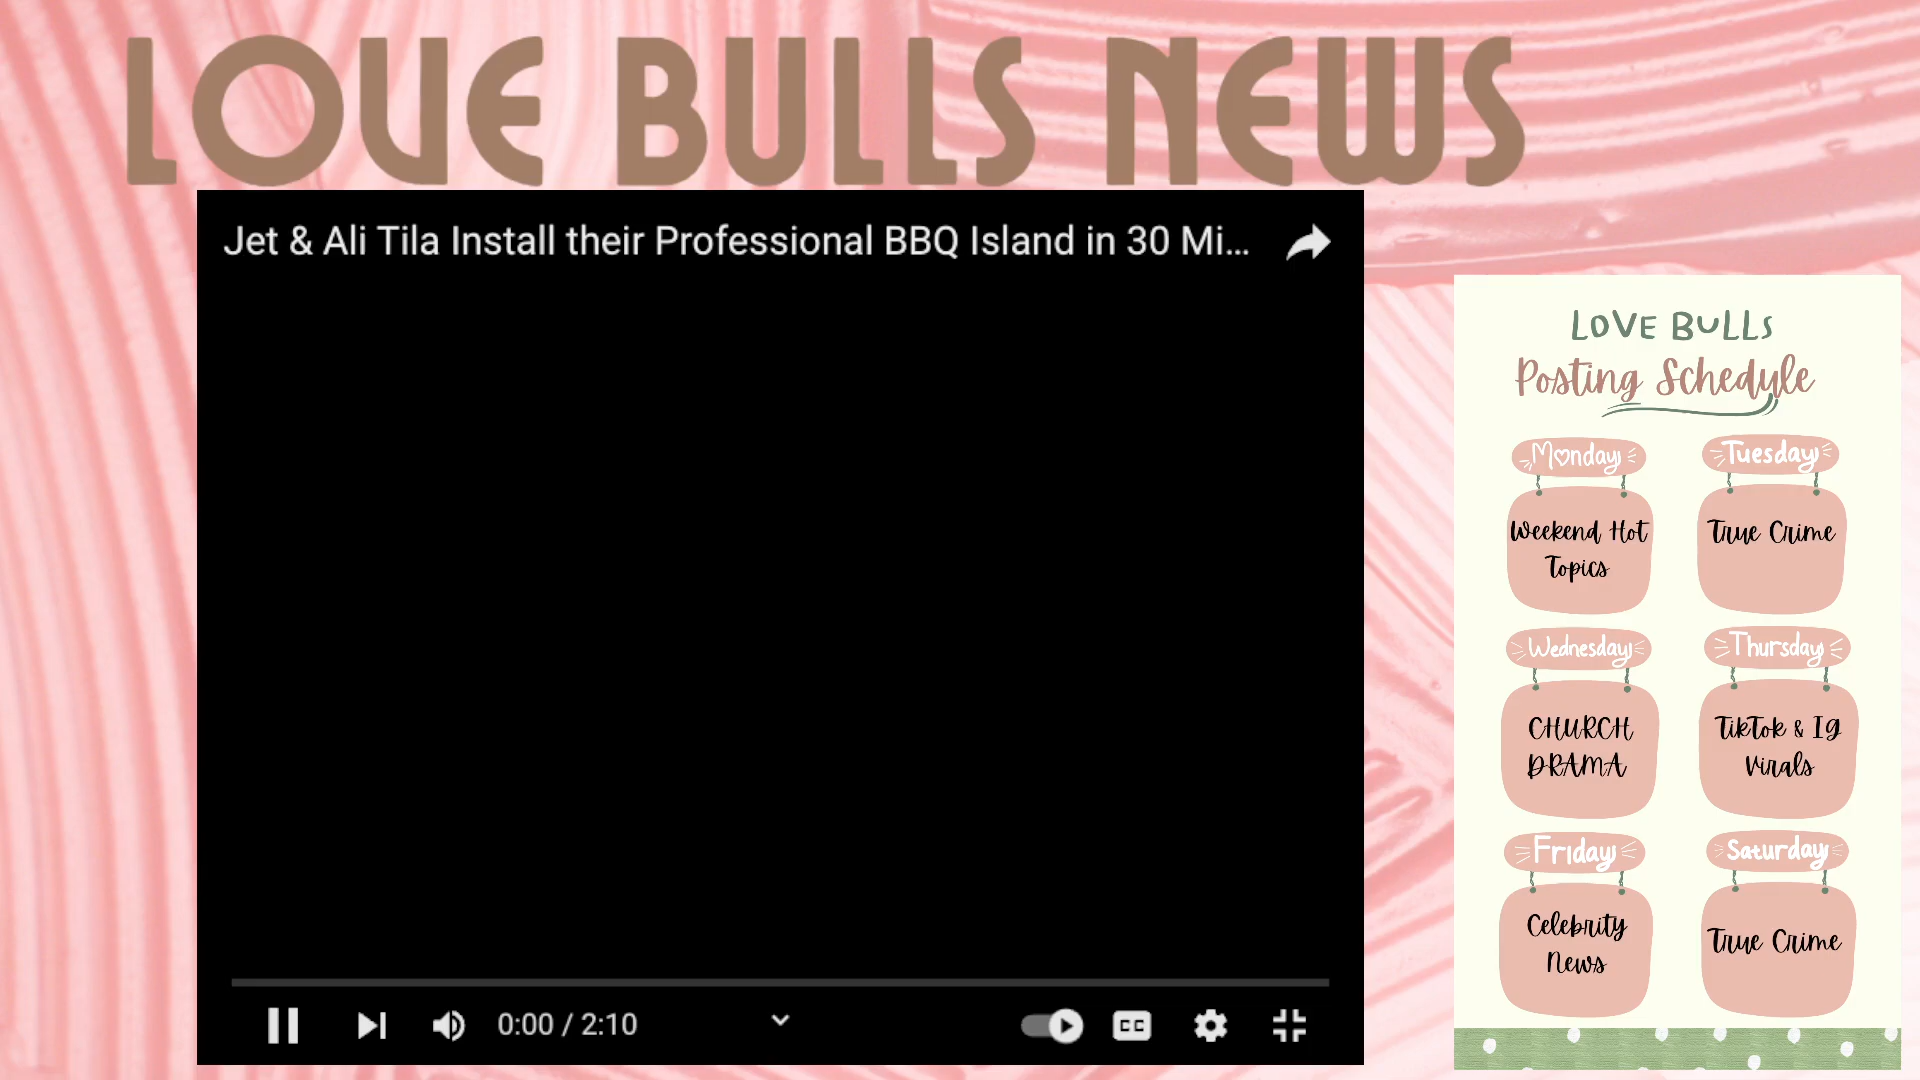 LOVE BULLS NEWS
Jet & Ali Tila Install their Professional BBQ Island in 30 Mi...
0:00 / 2:10
CC
LOVE BULLS
Posting Schedule
Monday
Weekend Hot
Topics
Tuesday
True Crime
Wednesday
CHURCH
DRAMA
Thursday
TikTok & IG
Virals
Friday
Celebrity
News
Saturday
True Crime